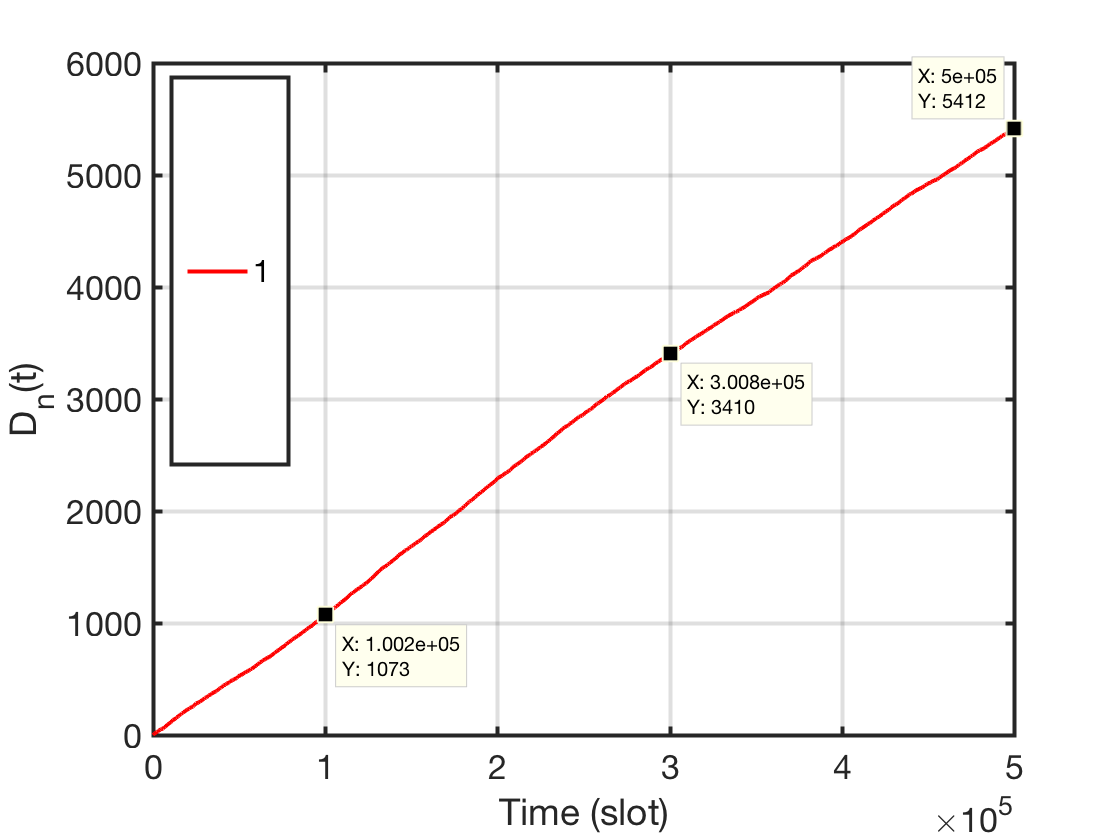 6000
5000
4000
3000
2000
1000
0
D_n(t)
1
X: 5e+05
Y: 5412
X: 3.008e+05
Y: 3410
X: 1.002e+05
Y: 1073
0 1 2 3 4 5
Time (slot)
×10^5